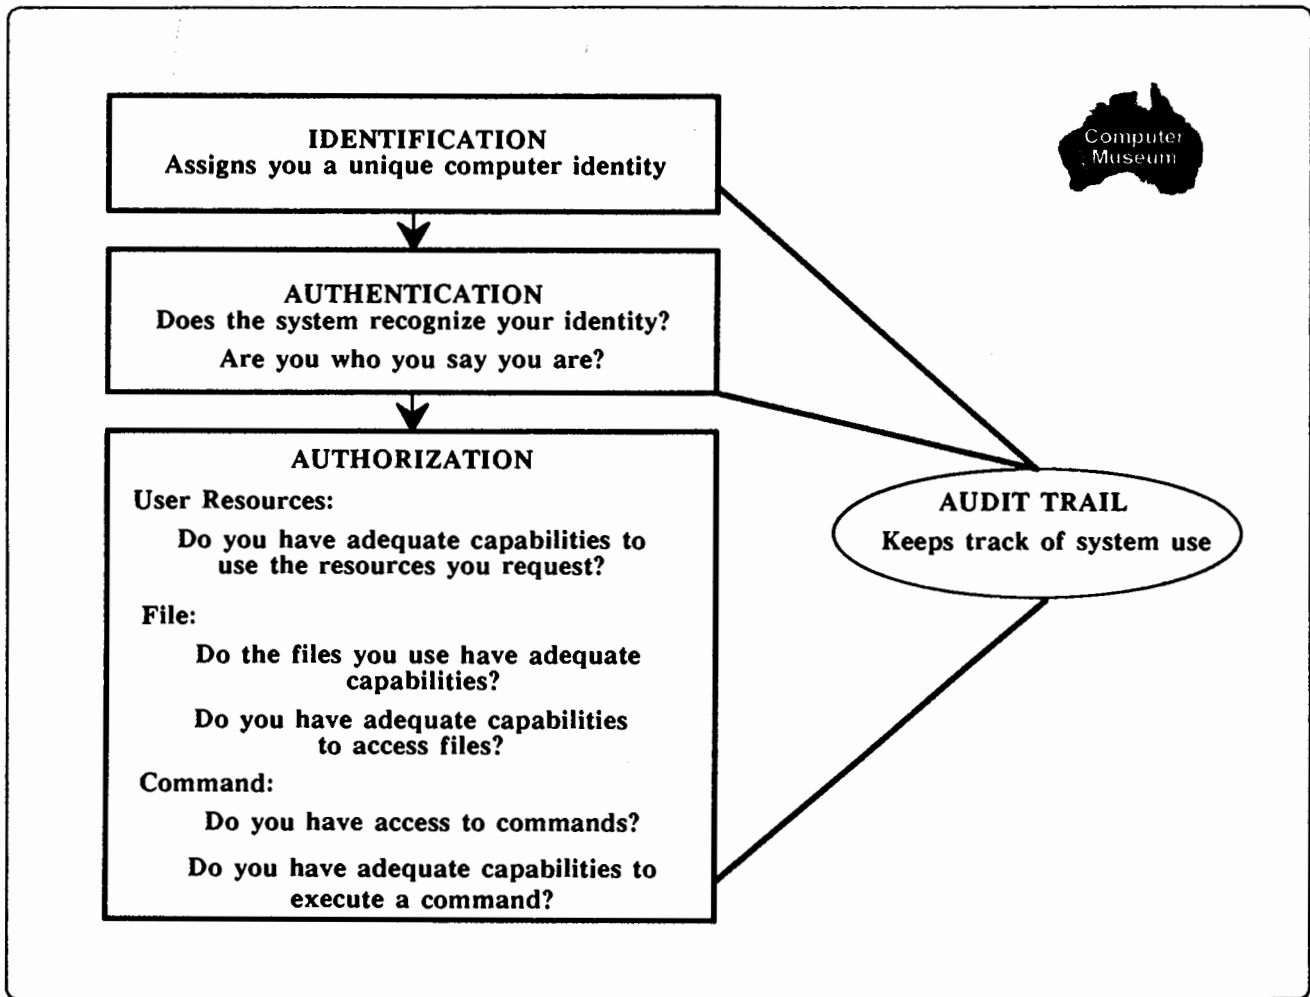 IDENTIFICATION
Assigns you a unique computer identity
AUTHENTICATION
Does the system recognize your identity?
Are you who you say you are?
AUTHORIZATION
User Resources:
Do you have adequate capabilities to
use the resources you request?
File:
Do the files you use have adequate
capabilities?
Do you have adequate capabilities
to access files?
Command:
Do you have access to commands?
Do you have adequate capabilities to
execute a command?
Computer
Museum
AUDIT TRAIL
Keeps track of system use